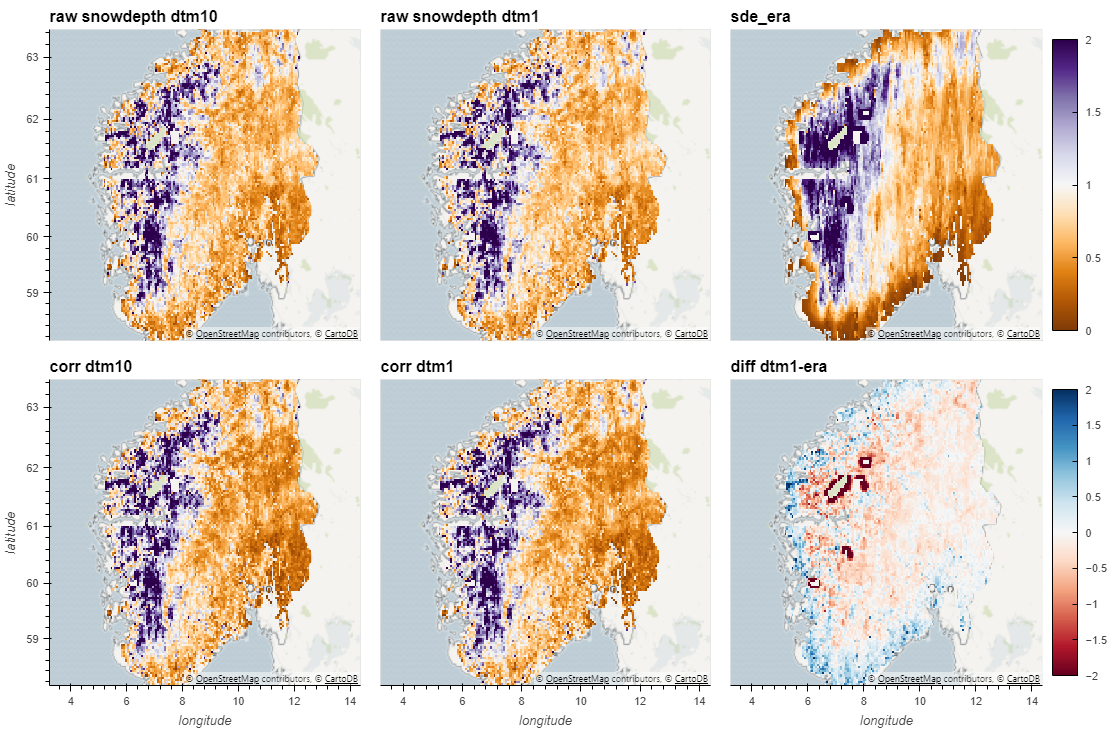 raw snowdepth dtm10
raw snowdepth dtm1
sde_era
63
62
61
60
59
latitude
© OpenStreetMap contributors, © CartoDB
© OpenStreetMap contributors, © CartoDB
© OpenStreetMap contributors, © CartoDB
2
1.5
1
0.5
0
corr dtm10
corr dtm1
diff dtm1-era
63
62
61
60
59
latitude
© OpenStreetMap contributors, © CartoDB
© OpenStreetMap contributors, © CartoDB
© OpenStreetMap contributors, © CartoDB
2
1.5
1
0.5
0
−0.5
−1
−1.5
−2
4 6 8 10 12 14
4 6 8 10 12 14
4 6 8 10 12 14
longitude
longitude
longitude